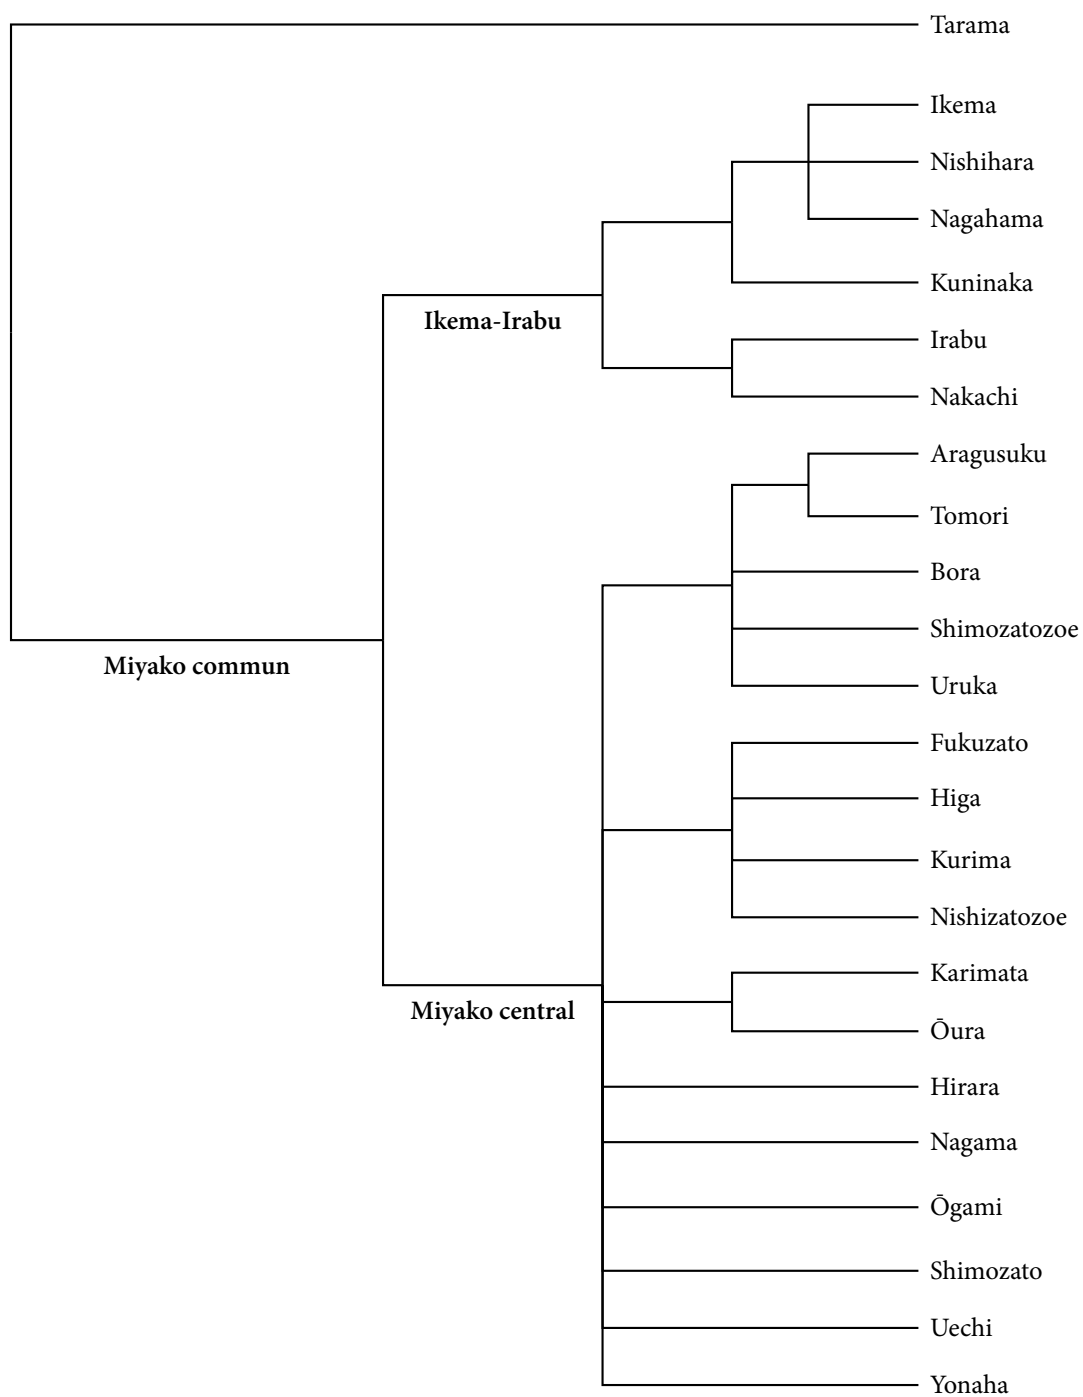 Tarama
Ikema
Nishihara
Nagahama
Kuninaka
Ikema-Irabu
Irabu
Nakachi
Aragusuku
Tomori
Bora
Shimozatozoe
Miyako commun
Uruka
Fukuzato
Higa
Kurima
Nishizatozoe
Karimata
Miyako central
Ōura
Hirara
Nagama
Ōgami
Shimozato
Uechi
Yonaha